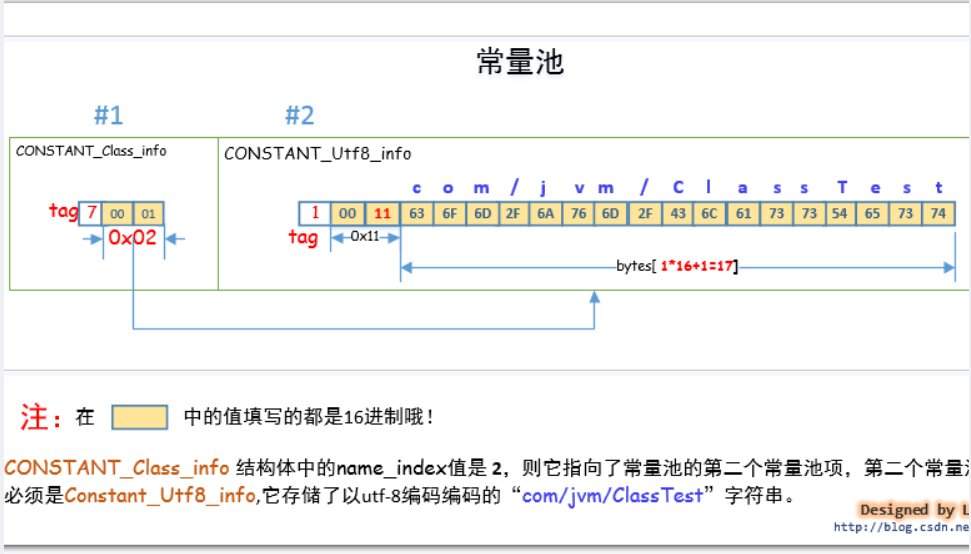 常量池
#1 #2
CONSTANT_Class_info CONSTANT_Utf8_info
c o m / j v m / C l a s s T e s t
tag 7 00 01 1 00 11 63 6F 6D 2F 6A 76 6D 2F 43 6C 61 73 73 54 65 73 74
0x02 tag 0x11
bytes[ 1*16+1=17]
注：在 中的值填写的都是16进制哦！
CONSTANT_Class_info 结构体中的name_index值是 2，则它指向了常量池的第二个常量池项，第二个常量
必须是Constant_Utf8_info,它存储了以utf-8编码编码的“com/jvm/ClassTest”字符串。
Designed by L
http://blog.csdn.ne